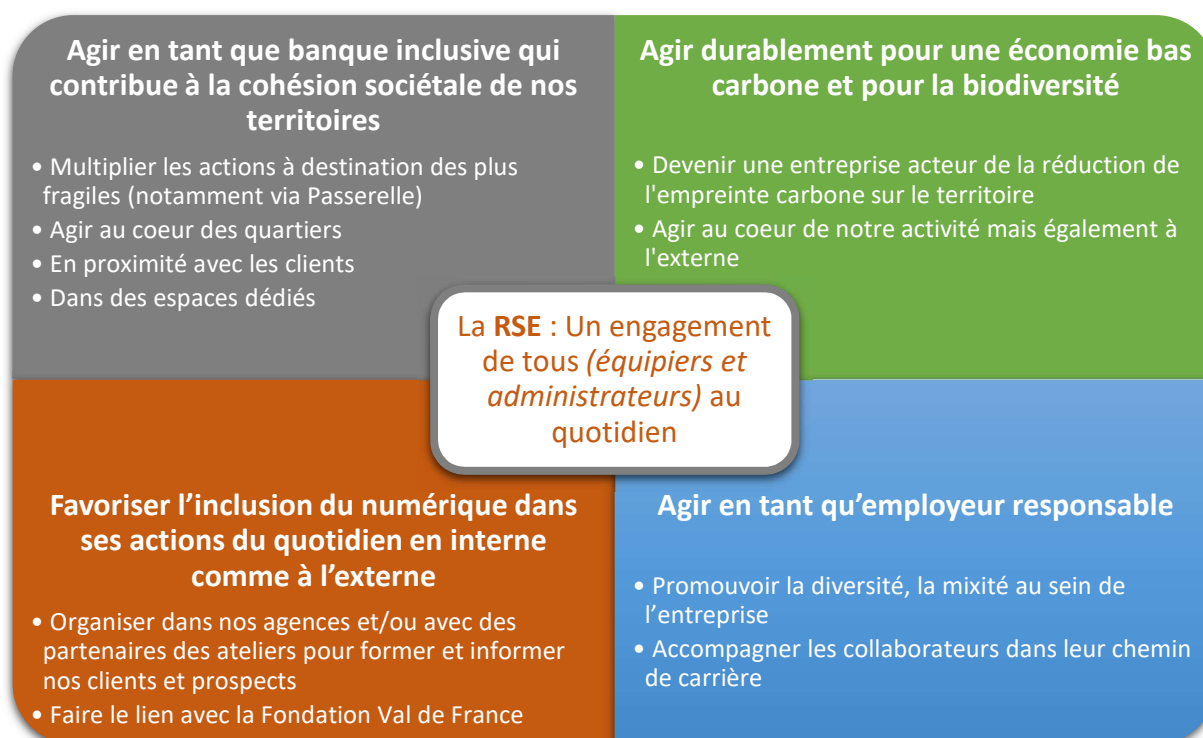 Agir en tant que banque inclusive qui
contribue à la cohésion sociétale de nos
territoires
• Multiplier les actions à destination des plus
fragiles (notamment via Passerelle)
• Agir au coeur des quartiers
• En proximité avec les clients
• Dans des espaces dédiés
Agir durablement pour une économie bas
carbone et pour la biodiversité
• Devenir une entreprise acteur de la réduction de
l'empreinte carbone sur le territoire
• Agir au coeur de notre activité mais également à
l'externe
La RSE : Un engagement
de tous (équipiers et
administrateurs) au
quotidien
Favoriser l’inclusion du numérique dans
ses actions du quotidien en interne
comme à l’externe
• Organiser dans nos agences et/ou avec des
partenaires des ateliers pour former et informer
nos clients et prospects
• Faire le lien avec la Fondation Val de France
Agir en tant qu’employeur responsable
• Promouvoir la diversité, la mixité au sein de
l’entreprise
• Accompagner les collaborateurs dans leur chemin
de carrière